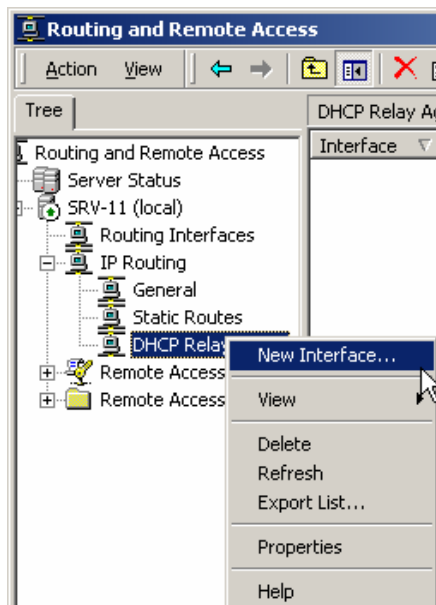 Routing and Remote Access
Action View
Tree
DHCP Relay Ag
Interface
Routing and Remote Access
Server Status
SRV-11 (local)
Routing Interfaces
IP Routing
General
Static Routes
DHCP Relay
Remote Access
Remote Access
New Interface...
View
Delete
Refresh
Export List...
Properties
Help